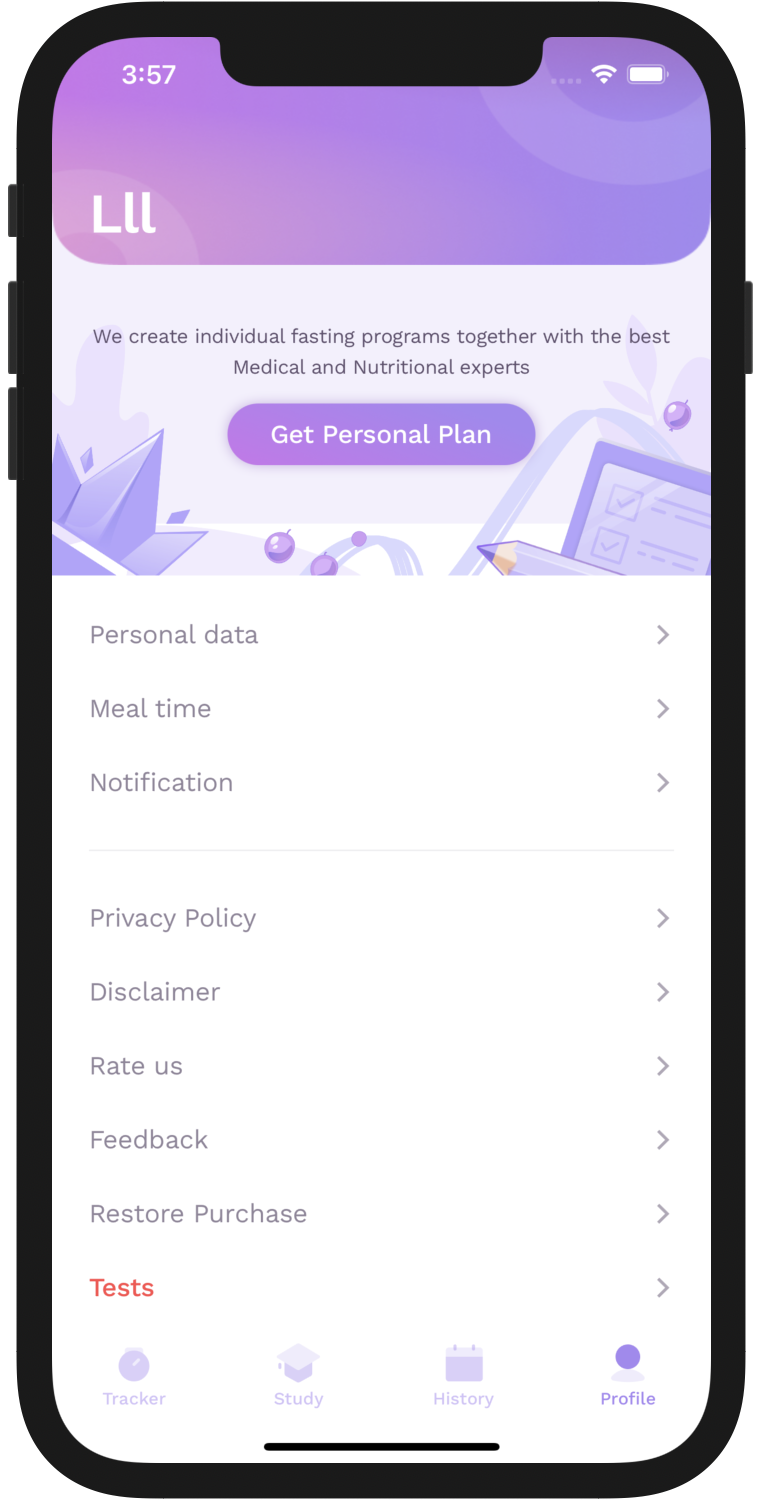 3:57
Lll
We create individual fasting programs together with the best
Medical and Nutritional experts
Get Personal Plan
Personal data
Meal time
Notification
Privacy Policy
Disclaimer
Rate us
Feedback
Restore Purchase
Tests
Tracker
Study
History
Profile